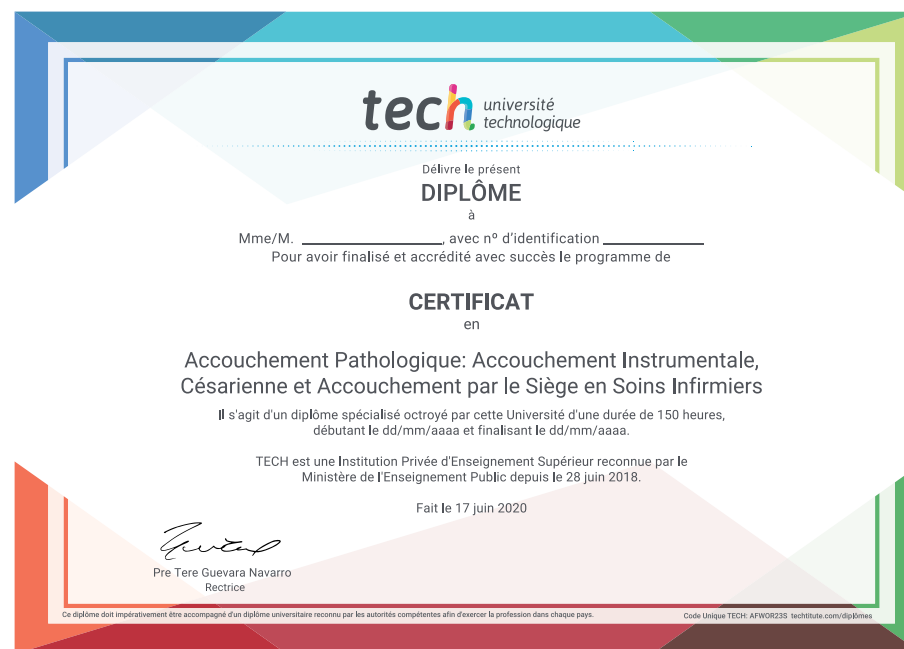 tech université
technologique
Délivre le présent
DIPLÔME
à
Mme/M. ____________________, avec nº d'identification ______________
Pour avoir finalisé et accrédité avec succès le programme de
CERTIFICAT
en
Accouchement Pathologique: Accouchement Instrumentale,
Césarienne et Accouchement par le Siège en Soins Infirmiers
Il s'agit d'un diplôme spécialisé octroyé par cette Université d'une durée de 150 heures,
débutant le dd/mm/aaaa et finalisant le dd/mm/aaaa.
TECH est une Institution Privée d'Enseignement Supérieur reconnue par le
Ministère de l'Enseignement Public depuis le 28 juin 2018.
Fait le 17 juin 2020
Pre Tere Guevara Navarro
Rectrice
Ce diplôme doit impérativement être accompagné d'un diplôme universitaire reconnu par les autorités compétentes afin d'exercer la profession dans chaque pays.
Code Unique TECH: AFWOR23S techtitute.com/diplômes